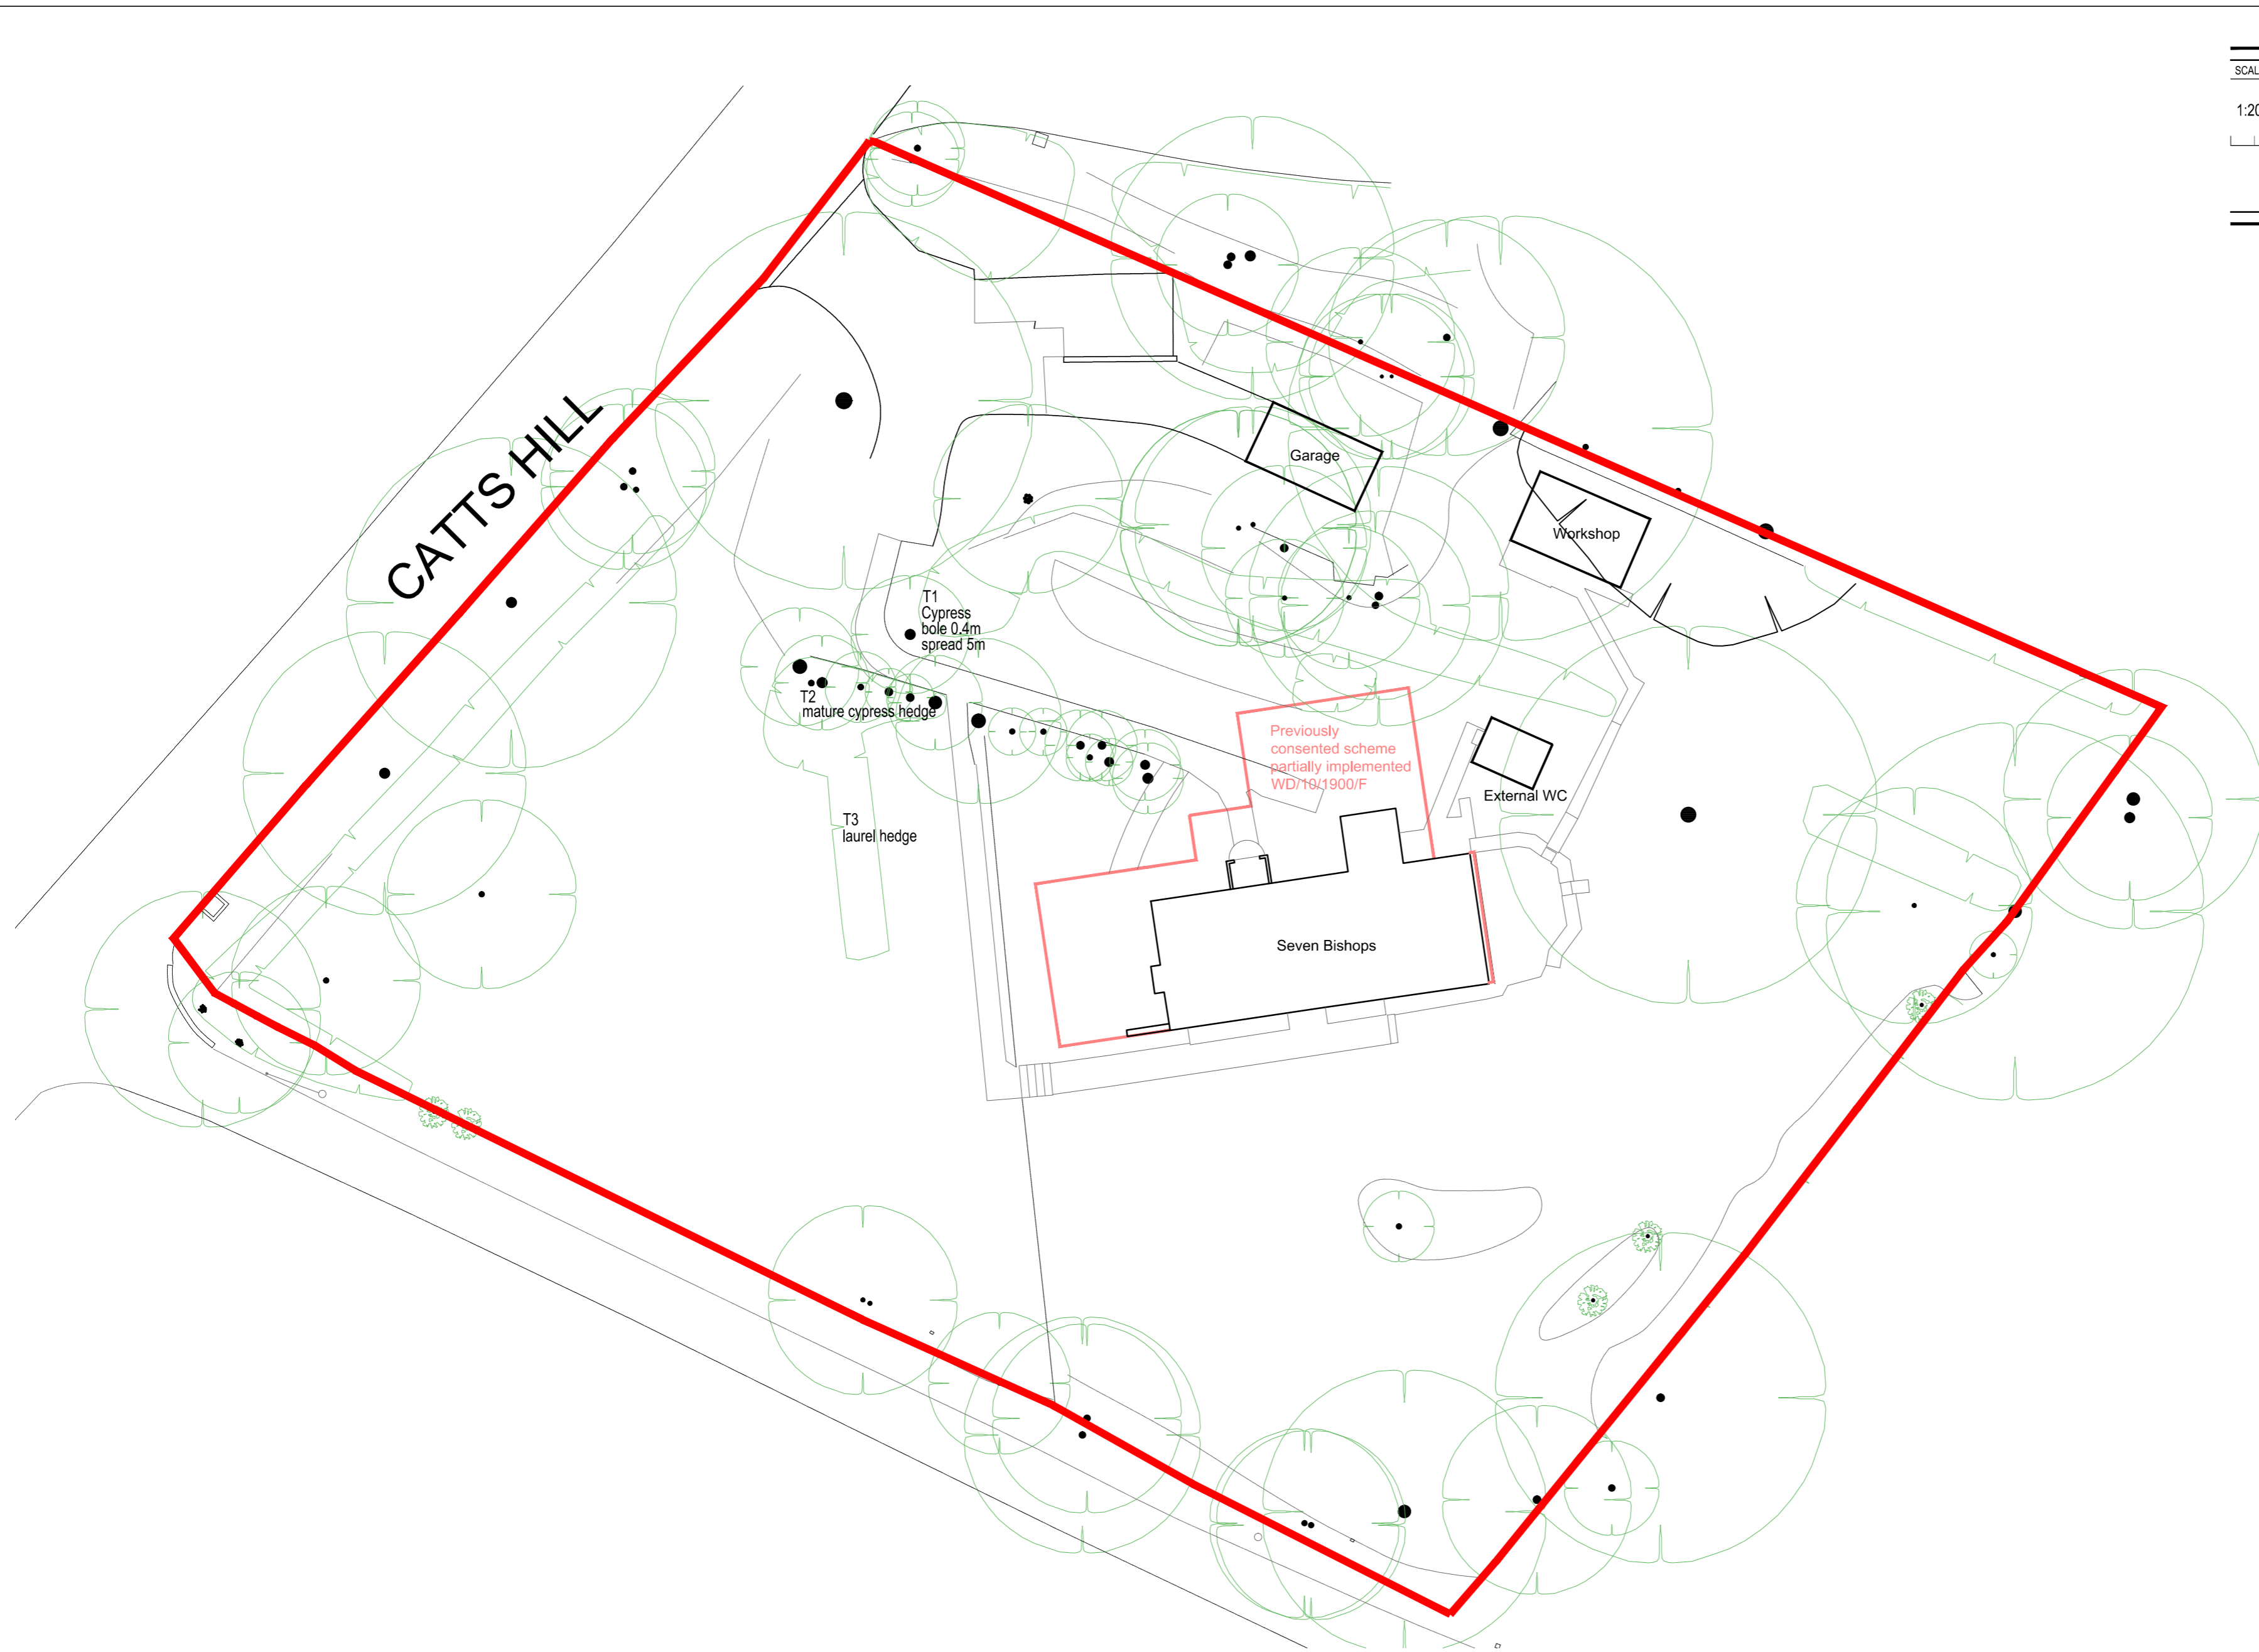 SCAL
1:20
CATTS HILL
Garage
Workshop
T1
Cypress
bole 0.4m
spread 5m
T2
mature cypress hedge
Previously
consented scheme
partially implemented
WD/10/1900/F
External WC
T3
laurel hedge
Seven Bishops